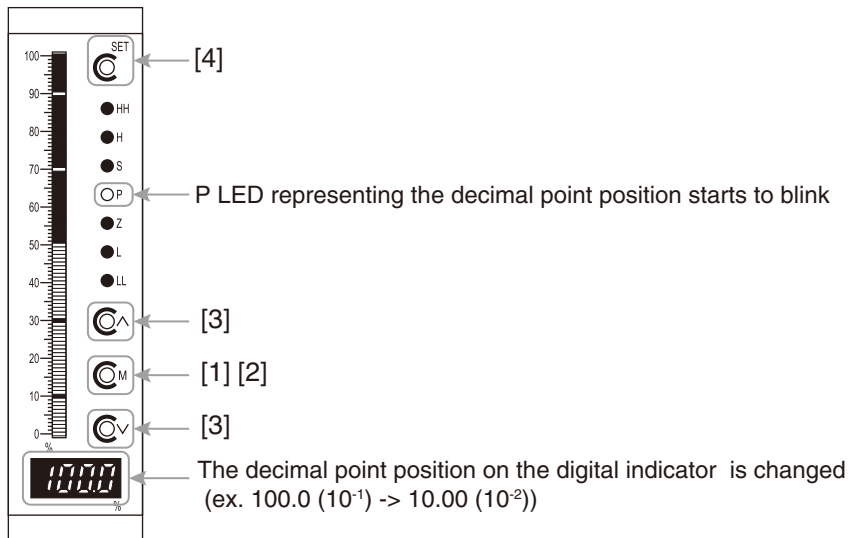 SET
[4]
100
90
HH
80
H
70
S
P
P LED representing the decimal point position starts to blink
60
Z
50
L
40
LL
30
[3]
20
M
[1] [2]
10
0
[3]
%
100.0
%
The decimal point position on the digital indicator is changed
(ex. 100.0 (10⁻¹) -> 10.00 (10⁻²))